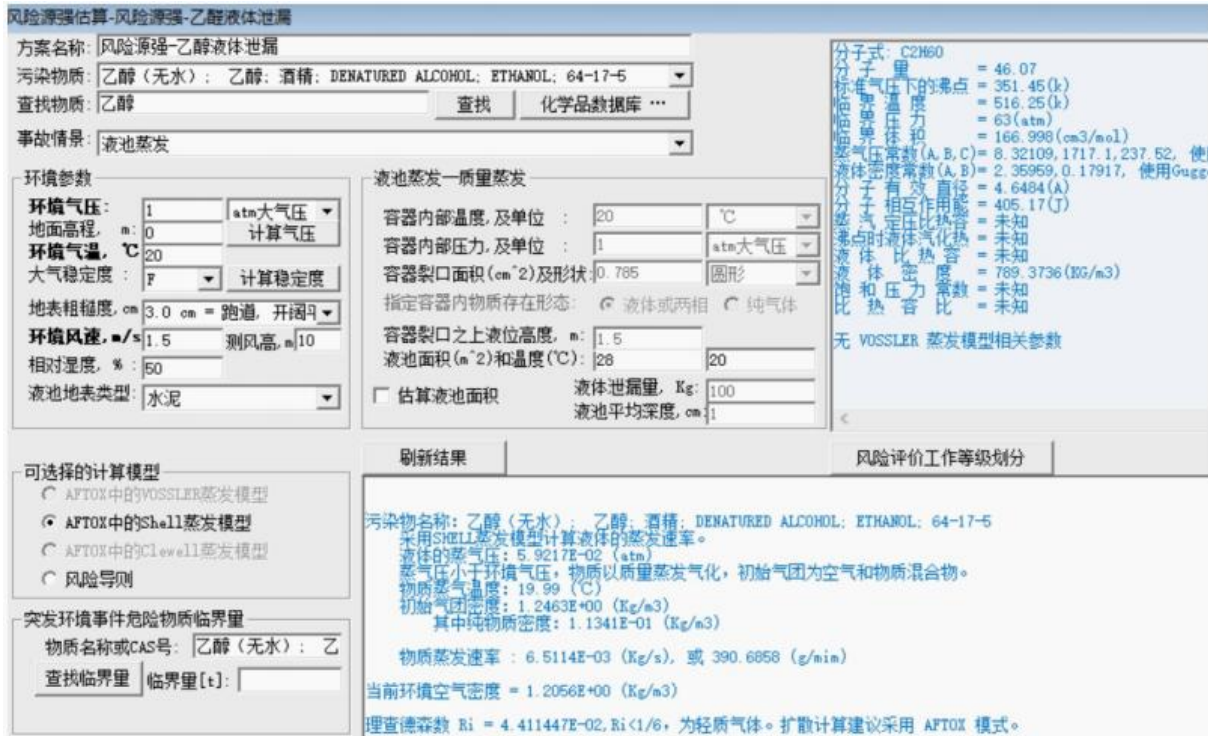 风险源强估算-风险源强-乙醛液体泄漏
方案名称: 风险源强-乙醇液体泄漏
污染物质: 乙醇（无水）; 乙醇; 酒精; DENATURED ALCOHOL; ETHANOL; 64-17-5
查找物质: 乙醇 查找 化学品数据库 …
事故情景: 液池蒸发
环境参数
环境气压: 1 atm大气压
地面高程, m: 0 计算气压
环境气温, ℃ 20
大气稳定度: F 计算稳定度
地表粗糙度, cm 3.0 cm = 跑道, 开阔平
环境风速, m/s 1.5 测风高, m 10
相对湿度, %: 50
液池地表类型: 水泥
液池蒸发—质量蒸发
容器内部温度, 及单位 : 20 ℃
容器内部压力, 及单位 : 1 atm大气压
容器裂口面积(cm^2)及形状: 0.785 圆形
指定容器内物质存在形态: 液体或两相 纯气体
容器裂口之上液位高度, m: 1.5
液池面积(m^2)和温度(℃): 28 20
估算液池面积 液体泄漏量, Kg: 100
液池平均深度, cm: 1
分子式: C2H6O
分 子 量 = 46.07
标准气压下的沸点 = 351.45(k)
临 界 温 度 = 516.25(k)
临 界 压 力 = 63(atm)
临 界 体 积 = 166.998(cm3/mol)
蒸气压常数(A,B,C)= 8.32109,1717.1,237.52, 使
液体密度常数(A,B)= 2.35959,0.17917, 使用Gugg
分 子 有 效 直径 = 4.6484(A)
分 子 相互作用能 = 405.17(J)
蒸 汽 定压比热容 = 未知
沸点时液体汽化热 = 未知
液 体 比 热 容 = 未知
液 体 密 度 = 789.3736(KG/m3)
饱 和 压 力 常数 = 未知
比 热 容 比 = 未知
无 VOSSLER 蒸发模型相关参数
刷新结果
风险评价工作等级划分
可选择的计算模型
AFTOX中的VOSSLER蒸发模型
AFTOX中的Shell蒸发模型
AFTOX中的Clewell蒸发模型
风险导则
突发环境事件危险物质临界量
物质名称或CAS号: 乙醇（无水）; 乙
查找临界量 临界量[t]:
污染物名称: 乙醇（无水）; 乙醇; 酒精; DENATURED ALCOHOL; ETHANOL; 64-17-5
采用SHELL蒸发模型计算液体的蒸发速率。
液体的蒸气压: 5.9217E-02 (atm)
蒸气压小于环境气压，物质以质量蒸发气化，初始气团为空气和物质混合物。
物质蒸气温度: 19.99 (℃)
初始气团密度: 1.2463E+00 (Kg/m3)
其中纯物质密度: 1.1341E-01 (Kg/m3)
物质蒸发速率 : 6.5114E-03 (Kg/s), 或 390.6858 (g/min)
当前环境空气密度 = 1.2056E+00 (Kg/m3)
理查德森数 Ri = 4.411447E-02, Ri<1/6, 为轻质气体。扩散计算建议采用 AFTOX 模式。